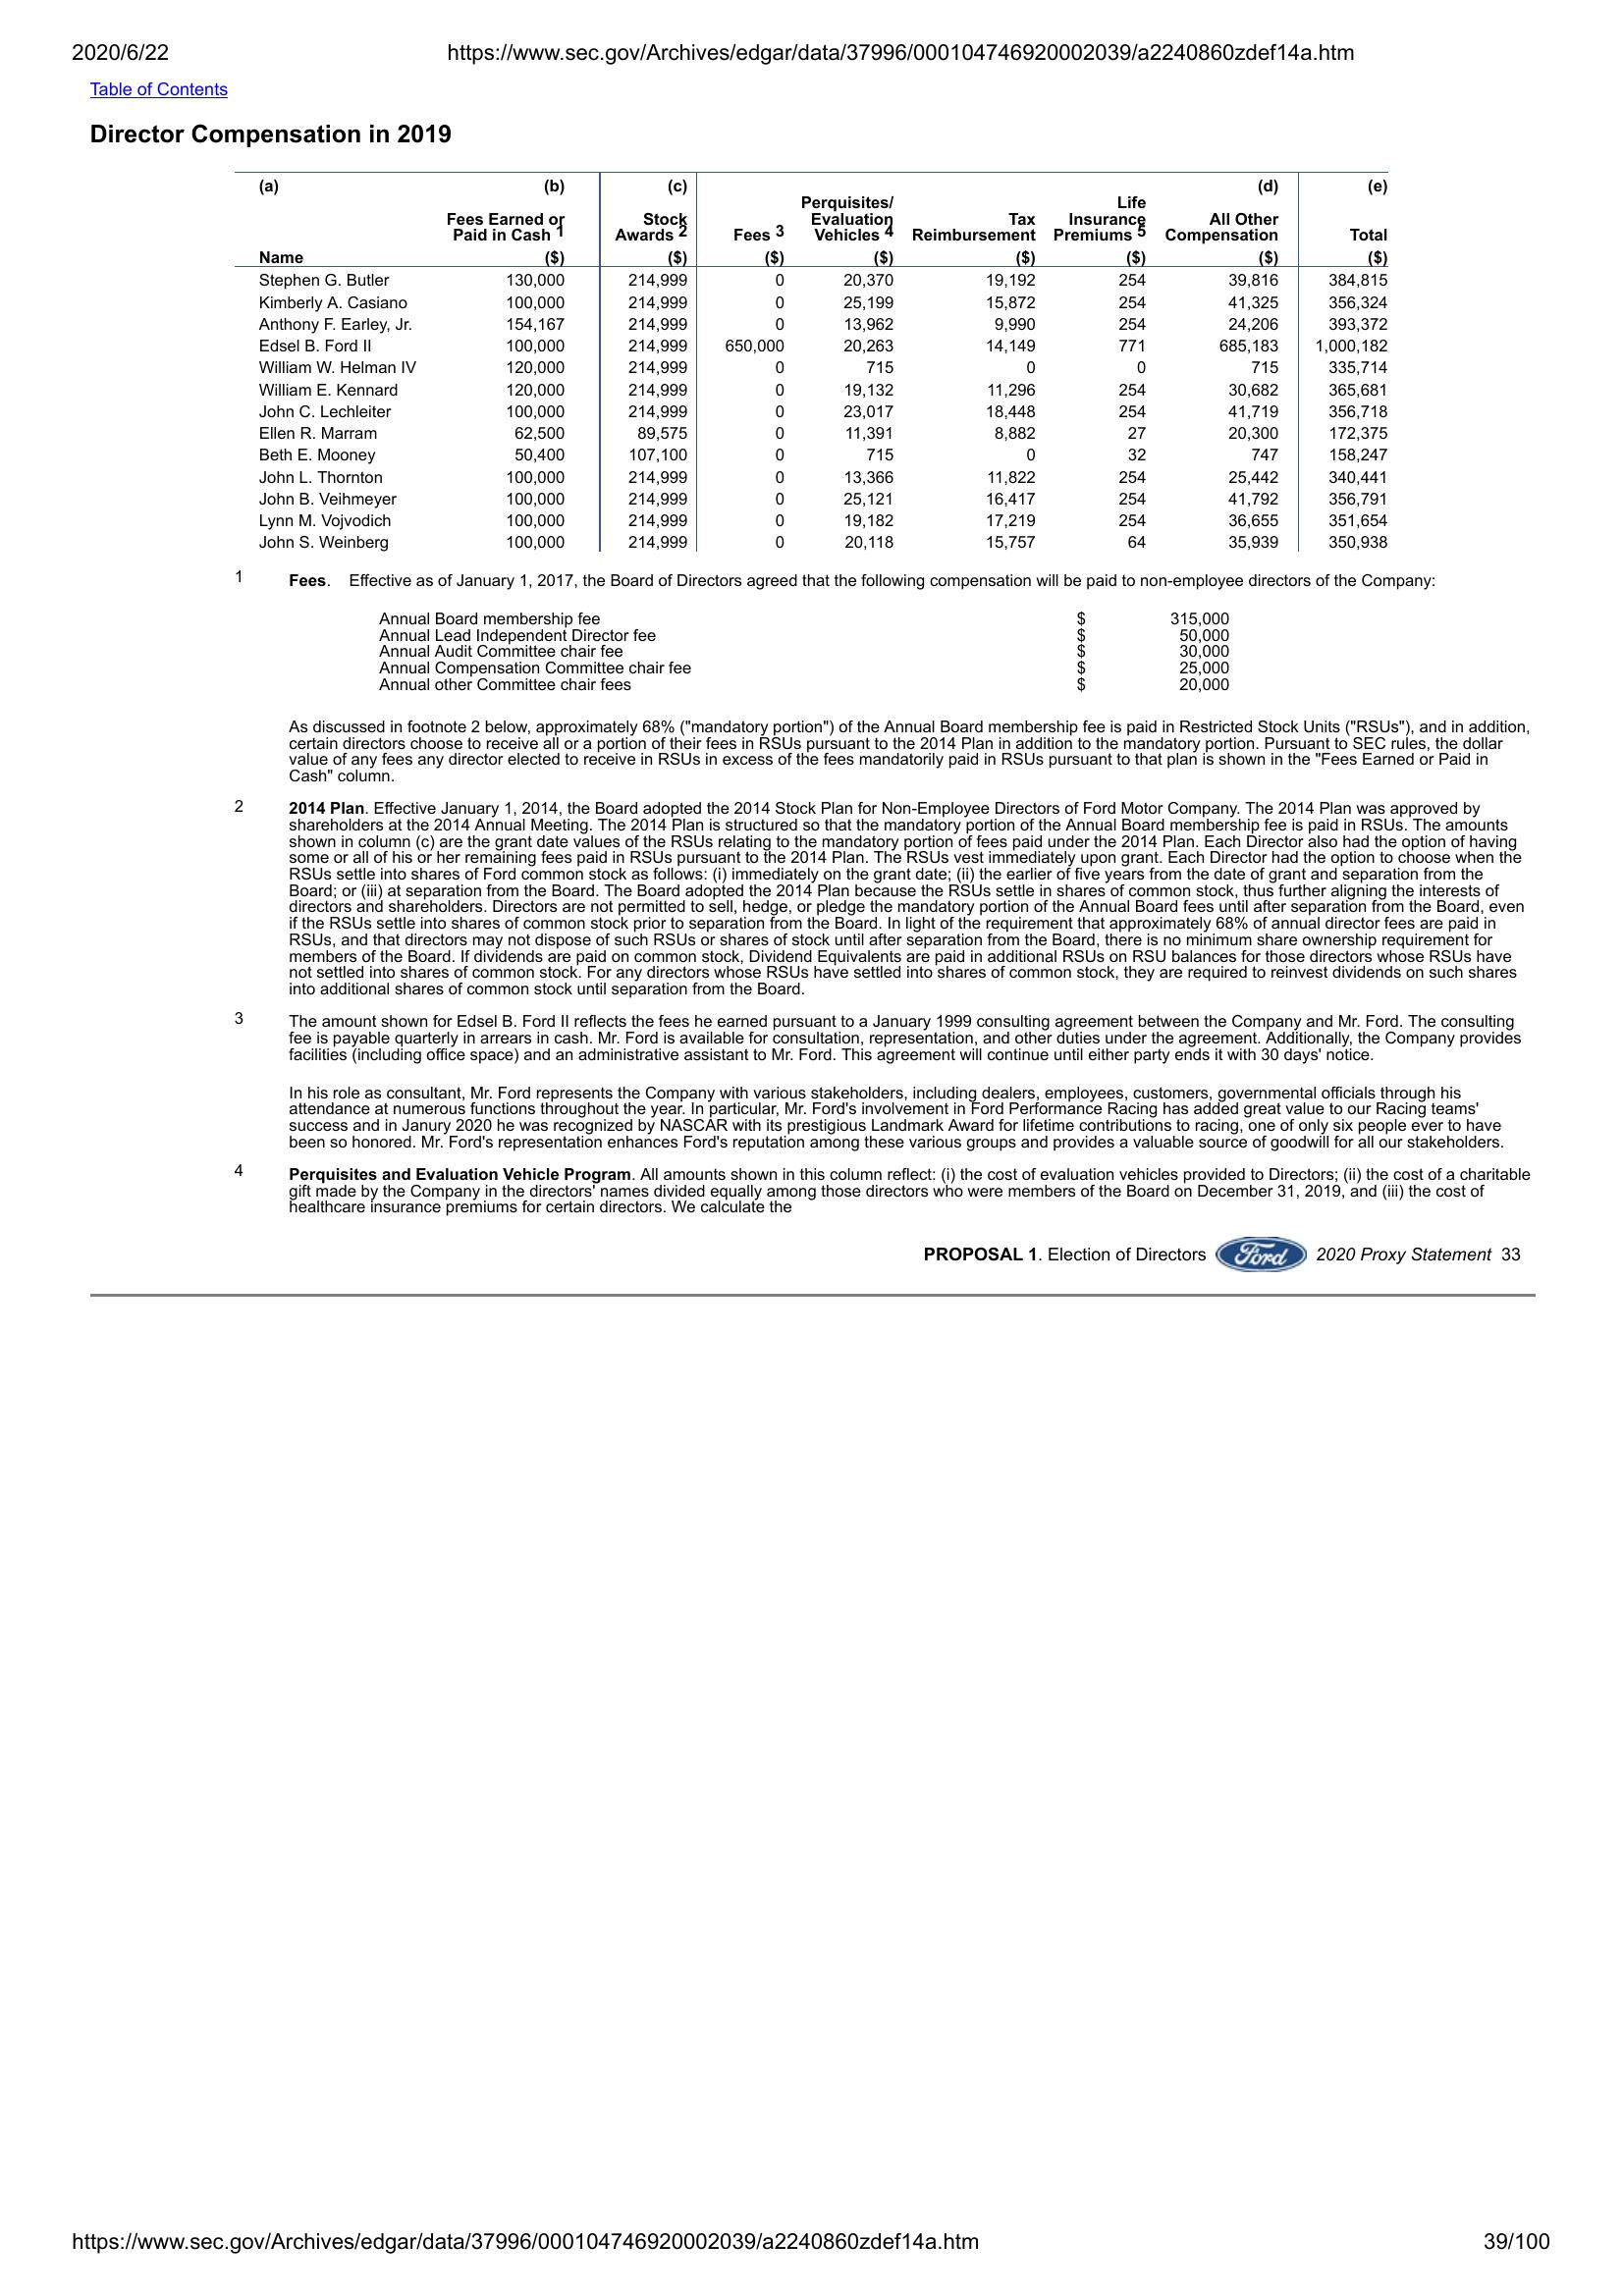 2020/6/22 https://www.sec.gov/Archives/edgar/data/37996/000104746920002039/a2240860zdef14a.htm
Table of Contents
Director Compensation in 2019
(a) (b) (c) (d) (e)
Perquisites/ Life
Fees Earned or Stock Evaluation Tax Insurance All Other
Paid in Cash 1 Awards 2 Fees 3 Vehicles 4 Reimbursement Premiums 5 Compensation Total
Name ($) ($) ($) ($) ($) ($) ($) ($)
Stephen G. Butler 130,000 214,999 0 20,370 19,192 254 39,816 384,815
Kimberly A. Casiano 100,000 214,999 0 25,199 15,872 254 41,325 356,324
Anthony F. Earley, Jr. 154,167 214,999 0 13,962 9,990 254 24,206 393,372
Edsel B. Ford II 100,000 214,999 650,000 20,263 14,149 771 685,183 1,000,182
William W. Helman IV 120,000 214,999 0 715 0 0 715 335,714
William E. Kennard 120,000 214,999 0 19,132 11,296 254 30,682 365,681
John C. Lechleiter 100,000 214,999 0 23,017 18,448 254 41,719 356,718
Ellen R. Marram 62,500 89,575 0 11,391 8,882 27 20,300 172,375
Beth E. Mooney 50,400 107,100 0 715 0 32 747 158,247
John L. Thornton 100,000 214,999 0 13,366 11,822 254 25,442 340,441
John B. Veihmeyer 100,000 214,999 0 25,121 16,417 254 41,792 356,791
Lynn M. Vojvodich 100,000 214,999 0 19,182 17,219 254 36,655 351,654
John S. Weinberg 100,000 214,999 0 20,118 15,757 64 35,939 350,938
1 Fees. Effective as of January 1, 2017, the Board of Directors agreed that the following compensation will be paid to non-employee directors of the Company:
Annual Board membership fee $ 315,000
Annual Lead Independent Director fee $ 50,000
Annual Audit Committee chair fee $ 30,000
Annual Compensation Committee chair fee $ 25,000
Annual other Committee chair fees $ 20,000
As discussed in footnote 2 below, approximately 68% ("mandatory portion") of the Annual Board membership fee is paid in Restricted Stock Units ("RSUs"), and in addition,
certain directors choose to receive all or a portion of their fees in RSUs pursuant to the 2014 Plan in addition to the mandatory portion. Pursuant to SEC rules, the dollar
value of any fees any director elected to receive in RSUs in excess of the fees mandatorily paid in RSUs pursuant to that plan is shown in the "Fees Earned or Paid in
Cash" column.
2 2014 Plan. Effective January 1, 2014, the Board adopted the 2014 Stock Plan for Non-Employee Directors of Ford Motor Company. The 2014 Plan was approved by
shareholders at the 2014 Annual Meeting. The 2014 Plan is structured so that the mandatory portion of the Annual Board membership fee is paid in RSUs. The amounts
shown in column (c) are the grant date values of the RSUs relating to the mandatory portion of fees paid under the 2014 Plan. Each Director also had the option of having
some or all of his or her remaining fees paid in RSUs pursuant to the 2014 Plan. The RSUs vest immediately upon grant. Each Director had the option to choose when the
RSUs settle into shares of Ford common stock as follows: (i) immediately on the grant date; (ii) the earlier of five years from the date of grant and separation from the
Board; or (iii) at separation from the Board. The Board adopted the 2014 Plan because the RSUs settle in shares of common stock, thus further aligning the interests of
directors and shareholders. Directors are not permitted to sell, hedge, or pledge the mandatory portion of the Annual Board fees until after separation from the Board, even
if the RSUs settle into shares of common stock prior to separation from the Board. In light of the requirement that approximately 68% of annual director fees are paid in
RSUs, and that directors may not dispose of such RSUs or shares of stock until after separation from the Board, there is no minimum share ownership requirement for
members of the Board. If dividends are paid on common stock, Dividend Equivalents are paid in additional RSUs on RSU balances for those directors whose RSUs have
not settled into shares of common stock. For any directors whose RSUs have settled into shares of common stock, they are required to reinvest dividends on such shares
into additional shares of common stock until separation from the Board.
3 The amount shown for Edsel B. Ford II reflects the fees he earned pursuant to a January 1999 consulting agreement between the Company and Mr. Ford. The consulting
fee is payable quarterly in arrears in cash. Mr. Ford is available for consultation, representation, and other duties under the agreement. Additionally, the Company provides
facilities (including office space) and an administrative assistant to Mr. Ford. This agreement will continue until either party ends it with 30 days' notice.
In his role as consultant, Mr. Ford represents the Company with various stakeholders, including dealers, employees, customers, governmental officials through his
attendance at numerous functions throughout the year. In particular, Mr. Ford's involvement in Ford Performance Racing has added great value to our Racing teams'
success and in Janury 2020 he was recognized by NASCAR with its prestigious Landmark Award for lifetime contributions to racing, one of only six people ever to have
been so honored. Mr. Ford's representation enhances Ford's reputation among these various groups and provides a valuable source of goodwill for all our stakeholders.
4 Perquisites and Evaluation Vehicle Program. All amounts shown in this column reflect: (i) the cost of evaluation vehicles provided to Directors; (ii) the cost of a charitable
gift made by the Company in the directors' names divided equally among those directors who were members of the Board on December 31, 2019, and (iii) the cost of
healthcare insurance premiums for certain directors. We calculate the
PROPOSAL 1. Election of Directors Ford 2020 Proxy Statement 33
https://www.sec.gov/Archives/edgar/data/37996/000104746920002039/a2240860zdef14a.htm 39/100